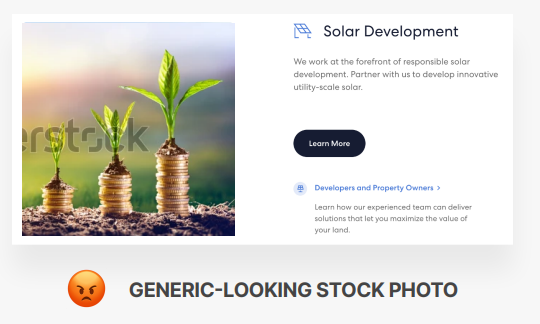 Solar Development
We work at the forefront of responsible solar
development. Partner with us to develop innovative
utility-scale solar.
erstock
Learn More
Developers and Property Owners >
Learn how our experienced team can deliver
solutions that let you maximize the value of
your land.
GENERIC-LOOKING STOCK PHOTO